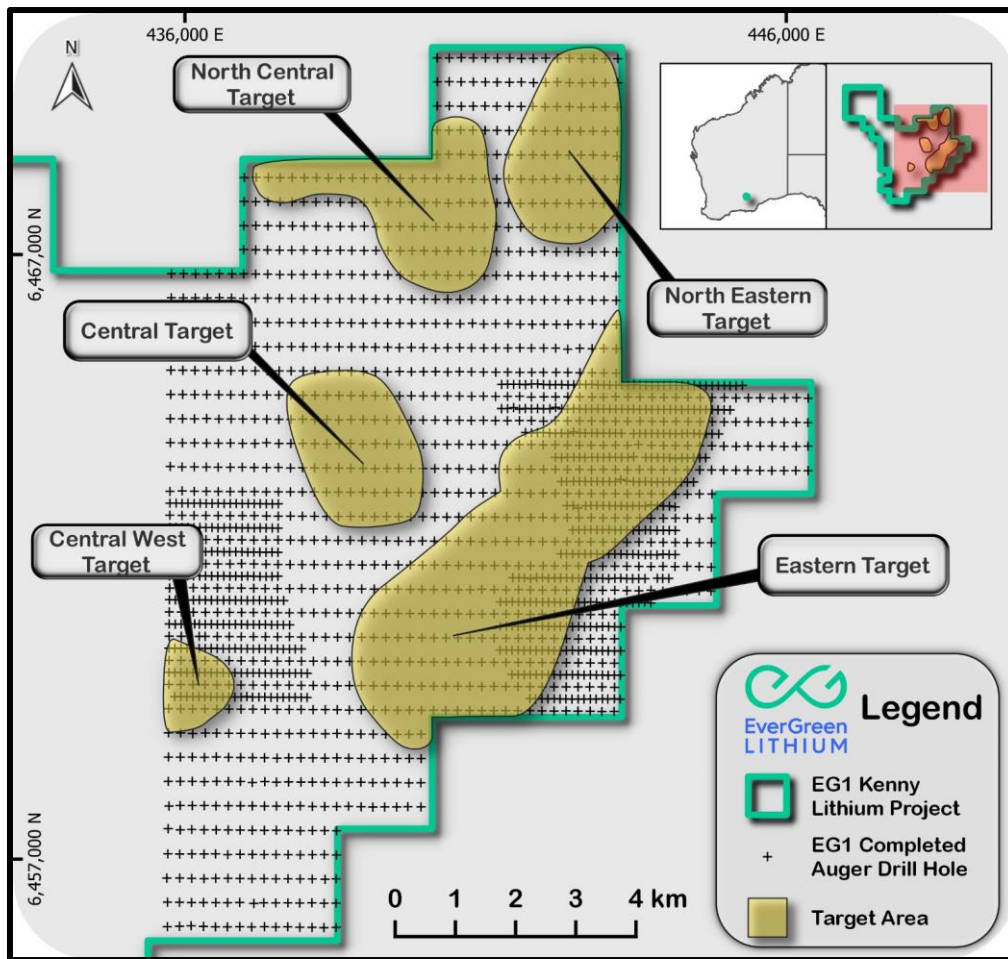 436,000 E
446,000 E
N
North Central
Target
6,467,000 N
North Eastern
Target
Central Target
Central West
Target
Eastern Target
6,457,000 N
0 1 2 3 4 km
EverGreen
LITHIUM
Legend
EG1 Kenny
Lithium Project
EG1 Completed
Auger Drill Hole
Target Area